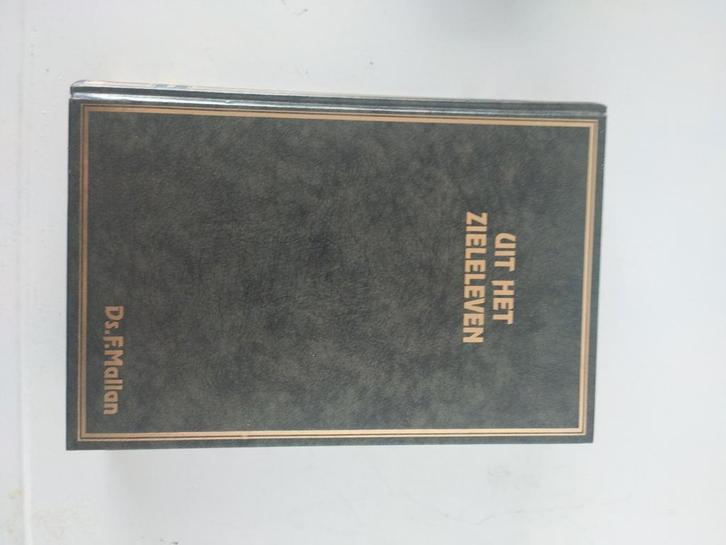 UIT HET
ZIELELEVEN
Ds. F. Mallan